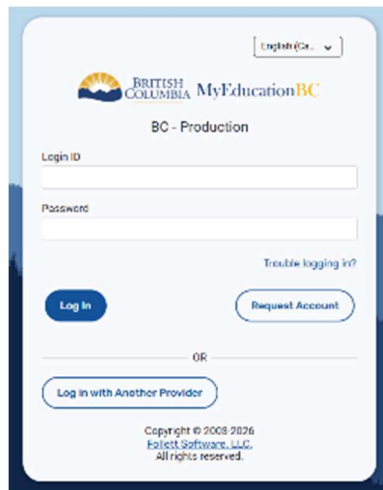 English (Ca...
BRITISH
COLUMBIA MyEducationBC
BC - Production
Login ID
Password
Trouble logging in?
Log In
Request Account
OR
Log in with Another Provider
Copyright © 2003-2026
Follett Software, LLC.
All rights reserved.